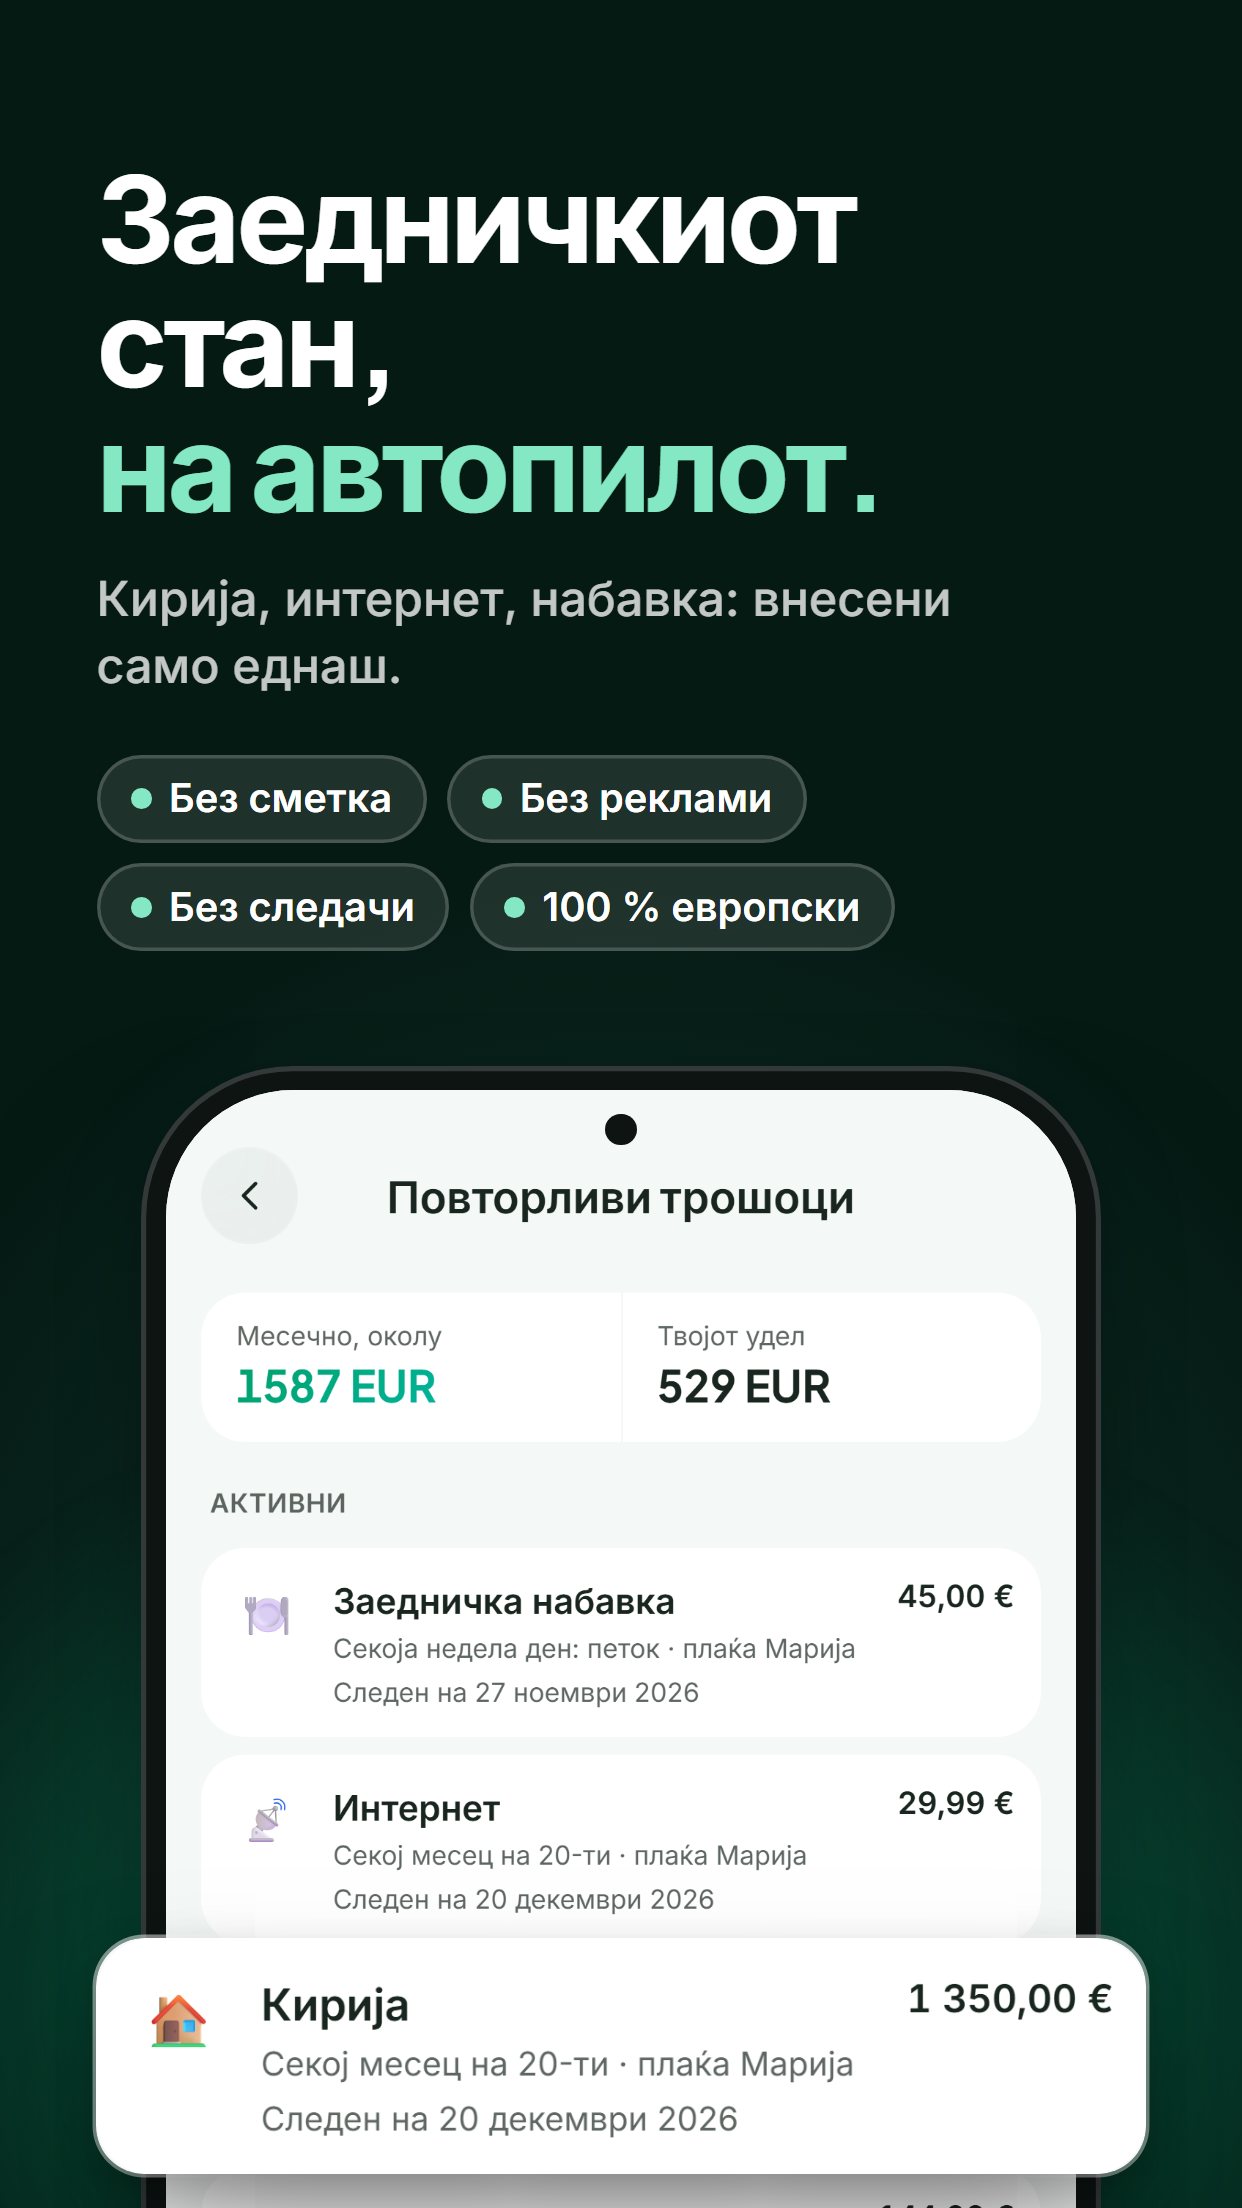 Заедничкиот
стан,
на автопилот.
Кирија, интернет, набавка: внесени
само еднаш.
Без сметка
Без реклами
Без следачи
100 % европски
Повторливи трошоци
Месечно, околу
1587 EUR
Твојот удел
529 EUR
АКТИВНИ
Заедничка набавка
45,00 €
Секоја недела ден: петок · плаќа Марија
Следен на 27 ноември 2026
Интернет
29,99 €
Секој месец на 20-ти · плаќа Марија
Следен на 20 декември 2026
Кирија
1 350,00 €
Секој месец на 20-ти · плаќа Марија
Следен на 20 декември 2026